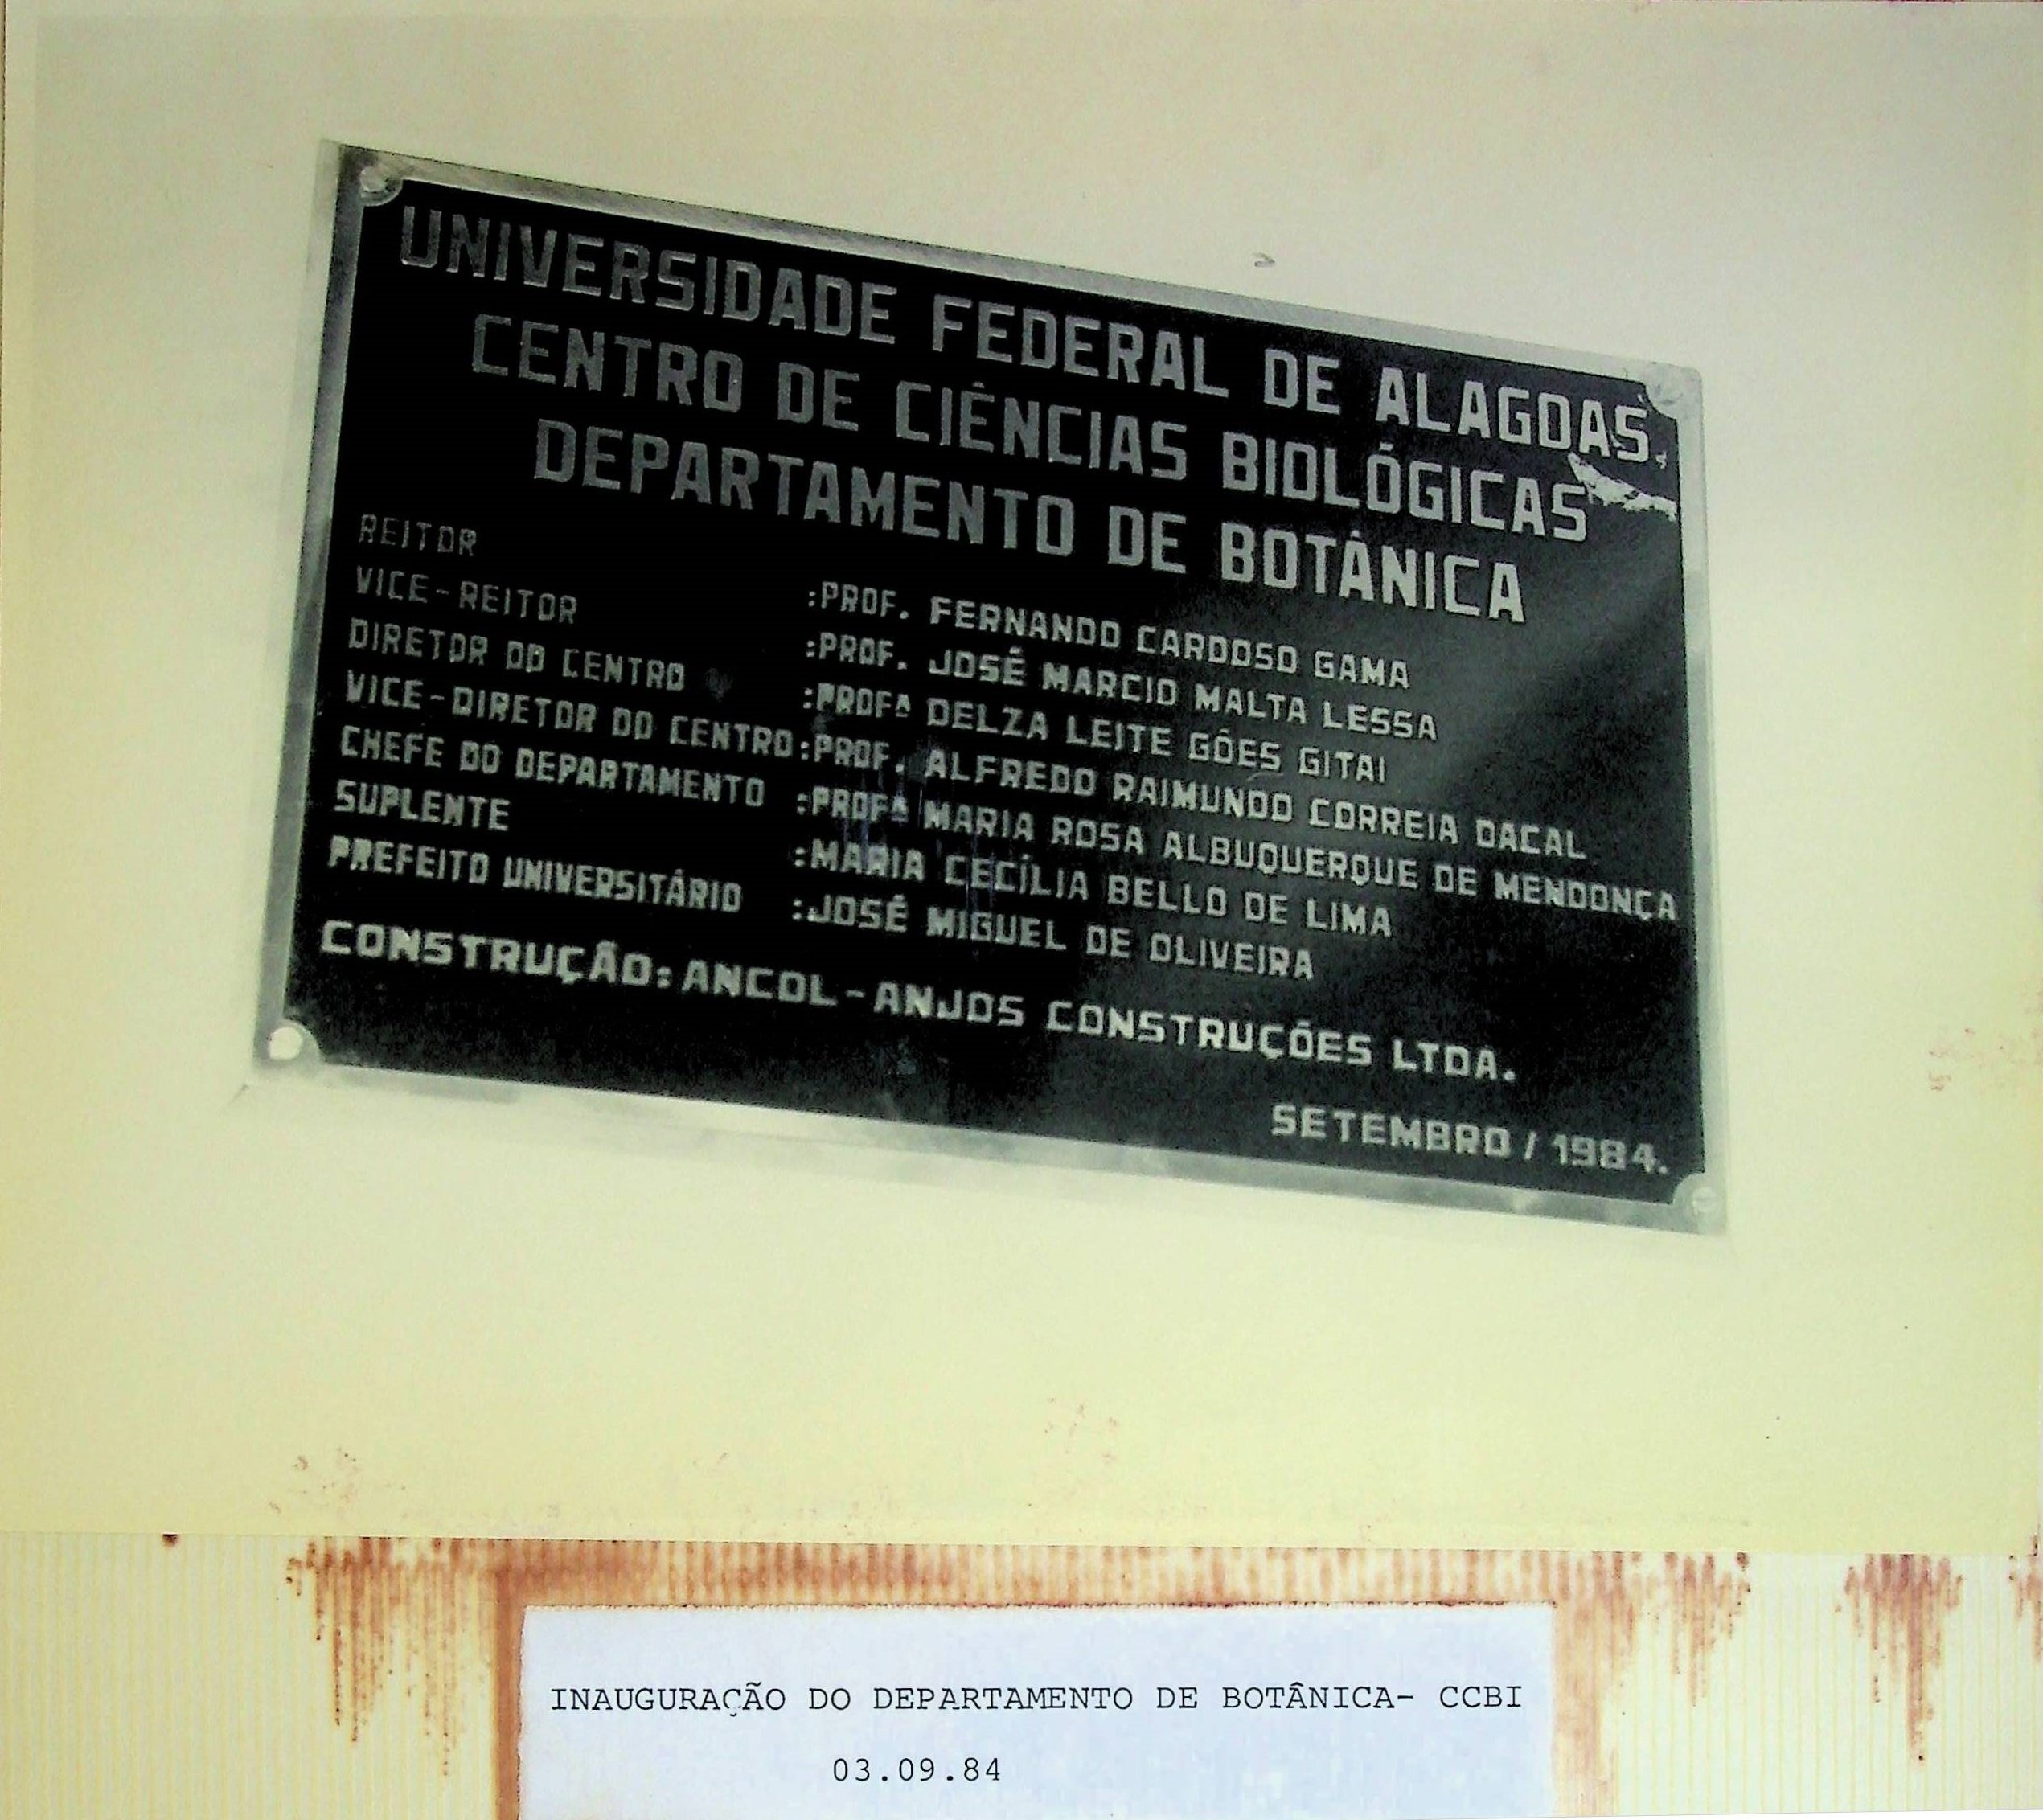 UNIVERSIDADE FEDERAL DE ALAGOAS.
CENTRO DE CIÊNCIAS BIOLÓGICAS
DEPARTAMENTO DE BOTÂNICA
REITOR :PROF. FERNANDO CARDOSO GAMA
VICE-REITOR :PROF. JOSÉ MARCIO MALTA LESSA
DIRETOR DO CENTRO :PROFª DELZA LEITE GÓES GITAI
VICE-DIRETOR DO CENTRO:PROF. ALFREDO RAIMUNDO CORREIA DACAL
CHEFE DO DEPARTAMENTO :PROFª MARIA ROSA ALBUQUERQUE DE MENDONÇA
SUPLENTE :MARIA CECÍLIA BELLO DE LIMA
PREFEITO UNIVERSITÁRIO :JOSÉ MIGUEL DE OLIVEIRA
CONSTRUÇÃO: ANCOL-ANJOS CONSTRUÇÕES LTDA.
SETEMBRO / 1984.
INAUGURAÇÃO DO DEPARTAMENTO DE BOTÂNICA- CCBI
03.09.84